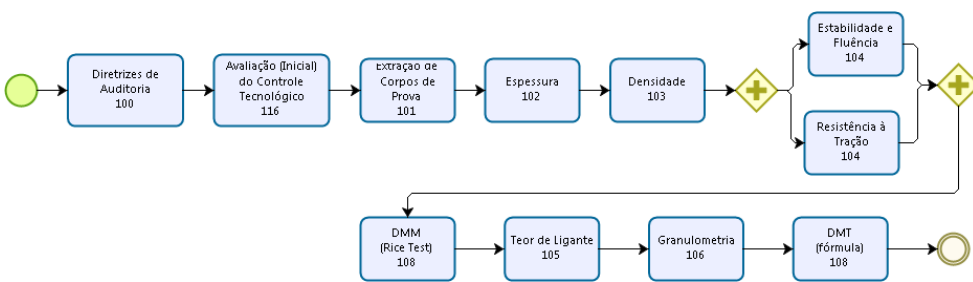 Diretrizes de
Auditoria
100
Avaliação (Inicial)
do Controle
Tecnológico
116
Extração de
Corpos de
Prova
101
Espessura
102
Densidade
103
Estabilidade e
Fluência
104
Resistência à
Tração
104
DMM
(Rice Test)
108
Teor de Ligante
105
Granulometria
106
DMT
(fórmula)
108